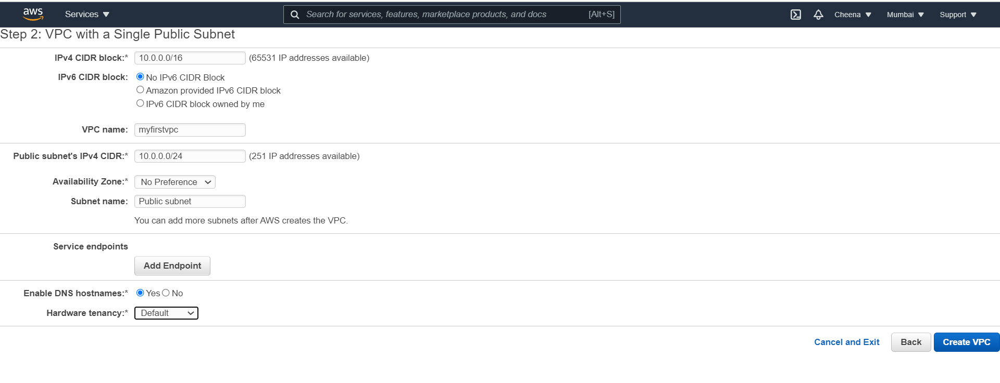 aws Services Search for services, features, marketplace products, and docs [Alt+S] Cheena Mumbai Support
Step 2: VPC with a Single Public Subnet
IPv4 CIDR block:* 10.0.0.0/16 (65531 IP addresses available)
IPv6 CIDR block: No IPv6 CIDR Block
Amazon provided IPv6 CIDR block
IPv6 CIDR block owned by me
VPC name: myfirstvpc
Public subnet's IPv4 CIDR:* 10.0.0.0/24 (251 IP addresses available)
Availability Zone:* No Preference
Subnet name: Public subnet
You can add more subnets after AWS creates the VPC.
Service endpoints
Add Endpoint
Enable DNS hostnames:* Yes No
Hardware tenancy:* Default
Cancel and Exit Back Create VPC